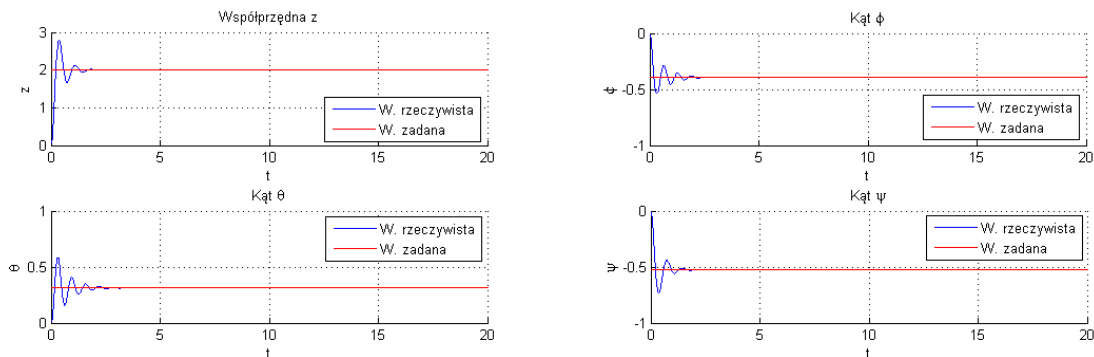 Współprzędna z
3
2
1
0
z
0
5
10
15
20
t
W. rzeczywista
W. zadana
Kąt ϕ
0
-0.5
-1
ϕ
0
5
10
15
20
t
W. rzeczywista
W. zadana
Kąt θ
1
0.5
0
θ
0
5
10
15
20
t
W. rzeczywista
W. zadana
Kąt ψ
0
-0.5
-1
ψ
0
5
10
15
20
t
W. rzeczywista
W. zadana